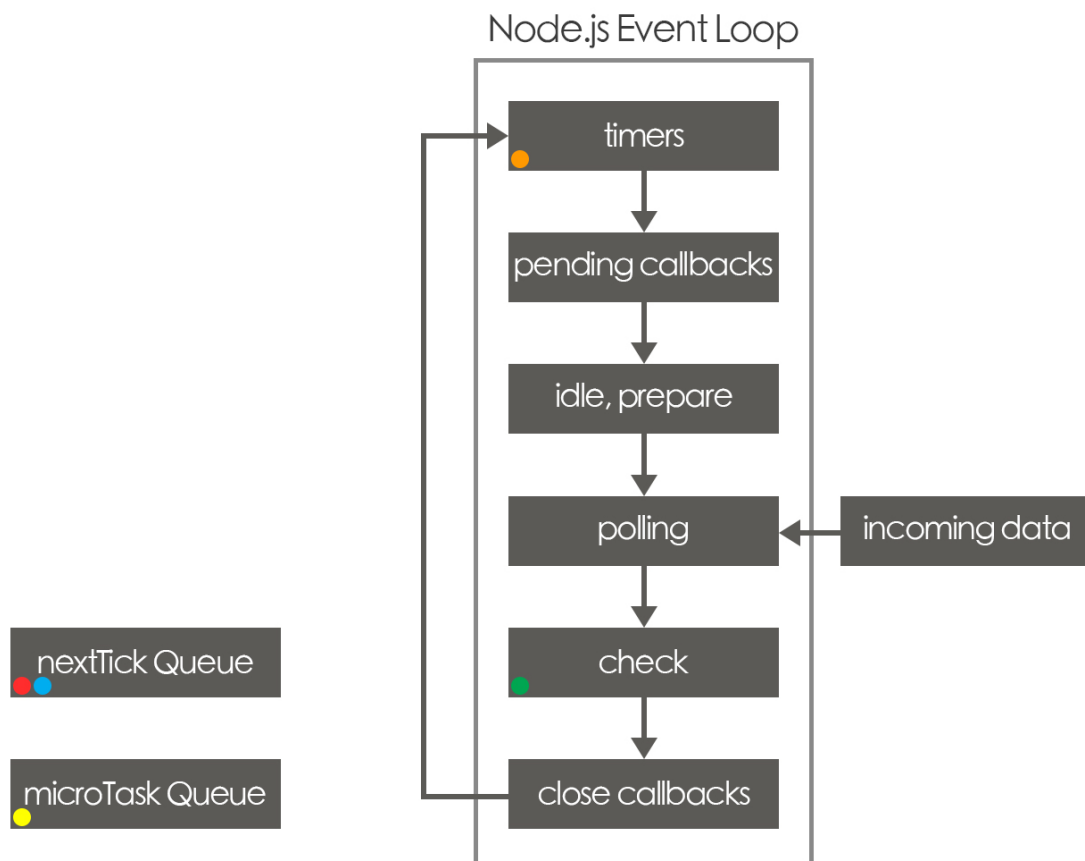 Node.js Event Loop
timers
pending callbacks
idle, prepare
polling
incoming data
nextTick Queue
check
microTask Queue
close callbacks